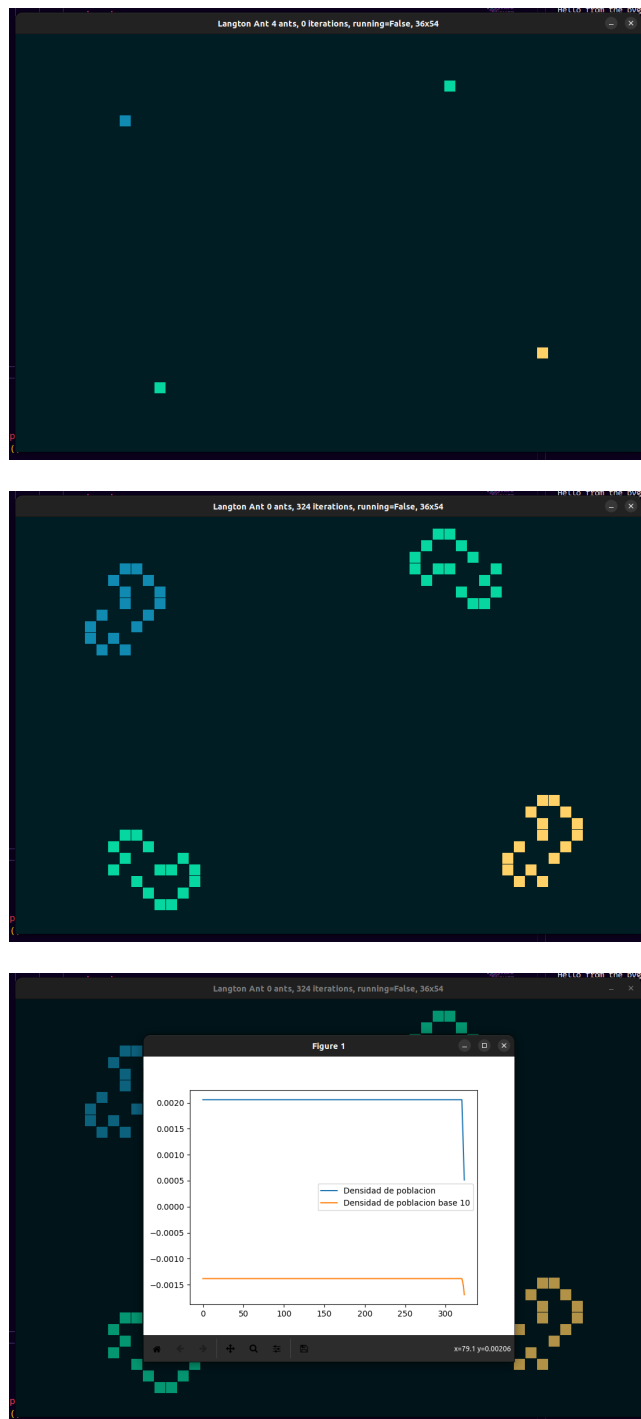 Hello from the pyg
Langton Ant 4 ants, 0 iterations, running=False, 36x54
p
(.
Hello from the pyg
Langton Ant 0 ants, 324 iterations, running=False, 36x54
p
(.
Hello from the pyg
Langton Ant 0 ants, 324 iterations, running=False, 36x54
Figure 1
0.0020
0.0015
0.0010
0.0005
0.0000
−0.0005
−0.0010
−0.0015
Densidad de poblacion
Densidad de poblacion base 10
0 50 100 150 200 250 300
x=79.1 y=0.00206
p
(.